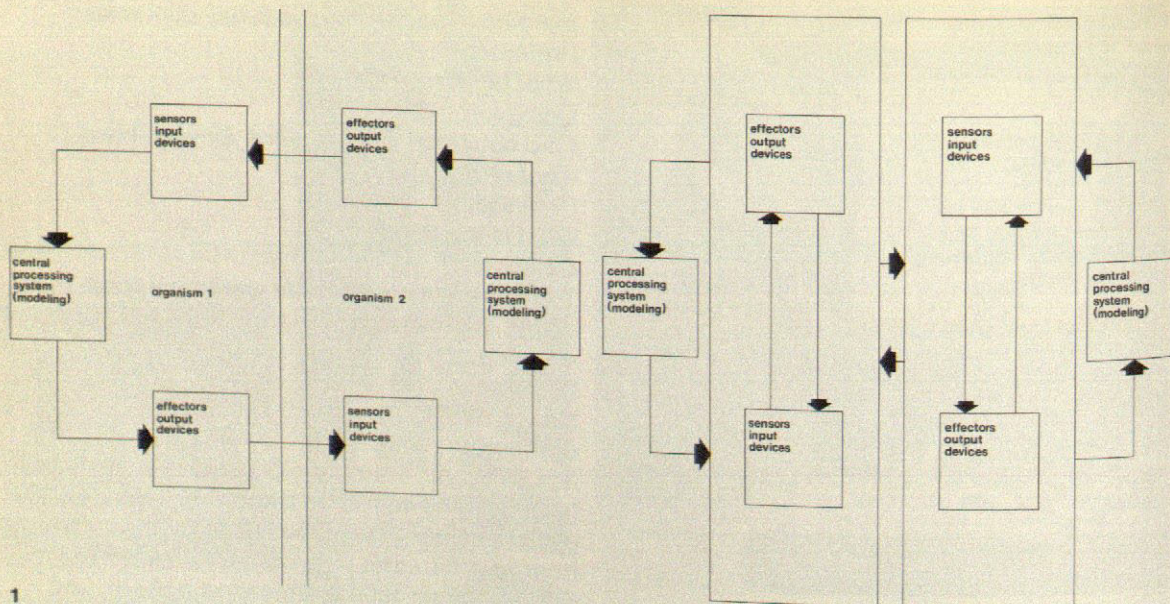 sensors
input
devices
effectors
output
devices
central
processing
system
(modeling)
organism 1
organism 2
central
processing
system
(modeling)
effectors
output
devices
sensors
input
devices
effectors
output
devices
sensors
input
devices
central
processing
system
(modeling)
central
processing
system
(modeling)
sensors
input
devices
effectors
output
devices
1